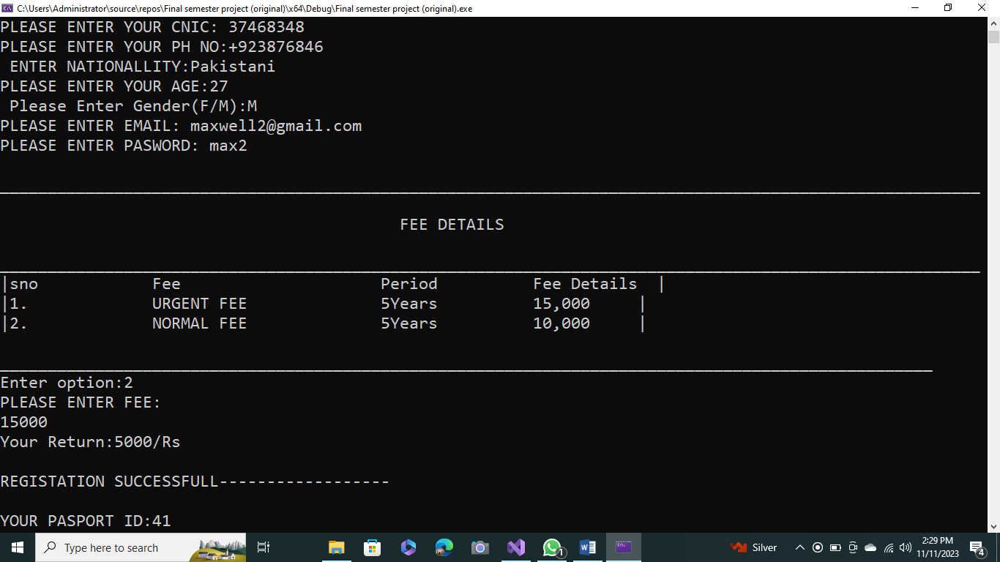 C:\Users\Administrator\source\repos\Final semester project (original)\x64\Debug\Final semester project (original).exe
PLEASE ENTER YOUR CNIC: 37468348
PLEASE ENTER YOUR PH NO:+923876846
ENTER NATIONALLITY:Pakistani
PLEASE ENTER YOUR AGE:27
Please Enter Gender(F/M):M
PLEASE ENTER EMAIL: maxwell2@gmail.com
PLEASE ENTER PASWORD: max2
FEE DETAILS
|sno Fee Period Fee Details |
|1. URGENT FEE 5Years 15,000 |
|2. NORMAL FEE 5Years 10,000 |
Enter option:2
PLEASE ENTER FEE:
15000
Your Return:5000/Rs
REGISTATION SUCCESSFULL------------------
YOUR PASPORT ID:41
Type here to search
1
Silver
2:29 PM
11/11/2023
4